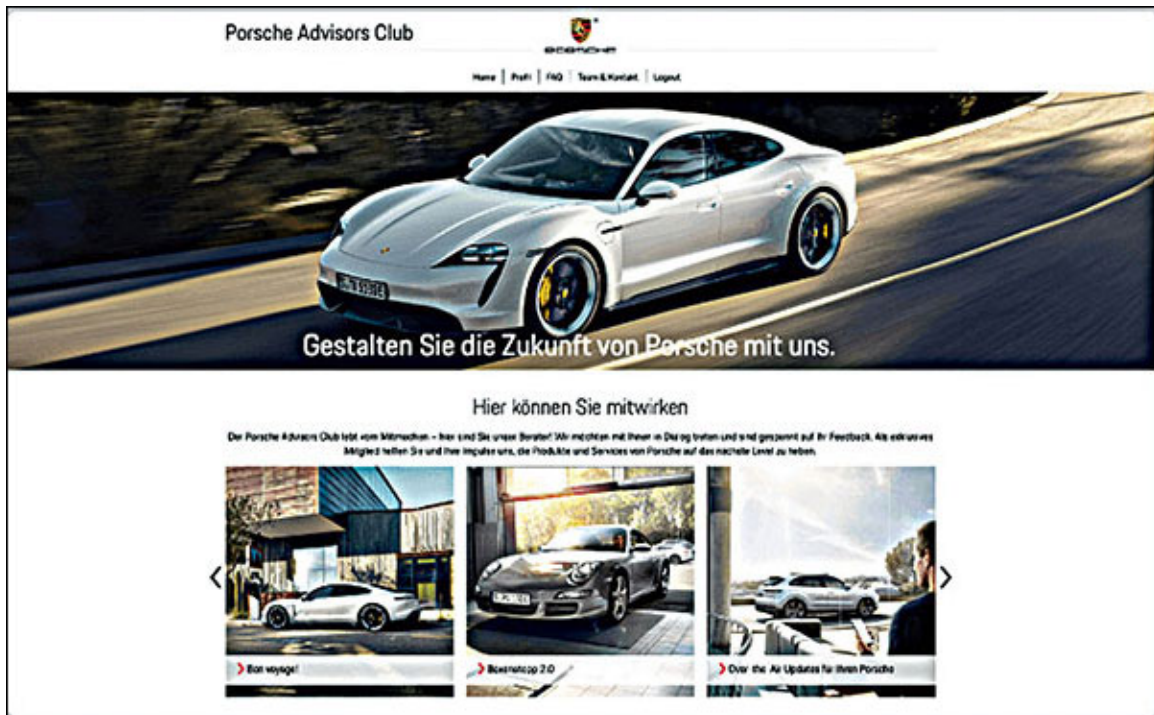 Porsche Advisors Club
PORSCHE
Home | Profil | FAQ | Team & Kontakt | Logout
Gestalten Sie die Zukunft von Porsche mit uns.
Hier können Sie mitwirken
Der Porsche Advisors Club lebt vom Mitmachen – hier sind Sie unser Berater! Wir möchten mit Ihnen in Dialog treten und sind gespannt auf Ihr Feedback. Als exklusives
Mitglied helfen Sie und Ihre Impulse uns, die Produkte und Services von Porsche auf das nächste Level zu heben.
Bon voyage!
Boxenstopp 2.0
Over the Air Updates für Ihren Porsche